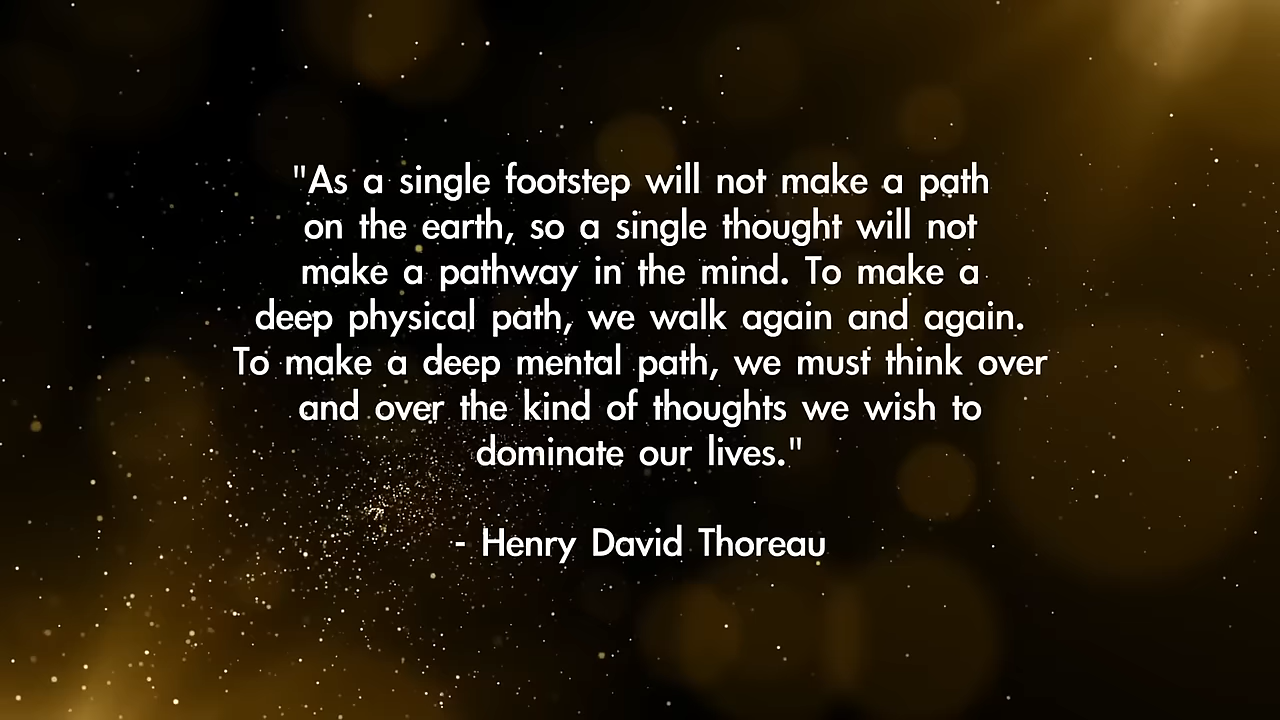 "As a single footstep will not make a path
on the earth, so a single thought will not
make a pathway in the mind. To make a
deep physical path, we walk again and again.
To make a deep mental path, we must think over
and over the kind of thoughts we wish to
dominate our lives."
- Henry David Thoreau